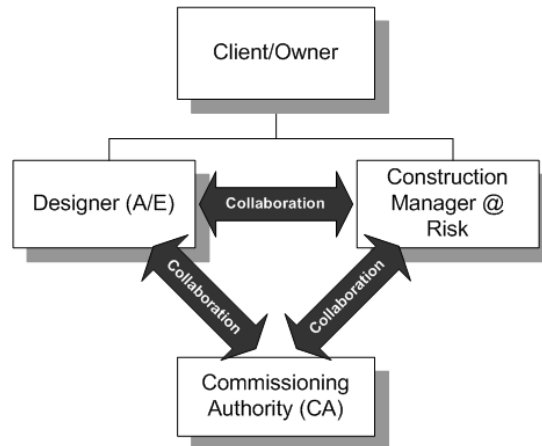 Client/Owner
Designer (A/E)
Collaboration
Construction
Manager @
Risk
Collaboration
Collaboration
Commissioning
Authority (CA)